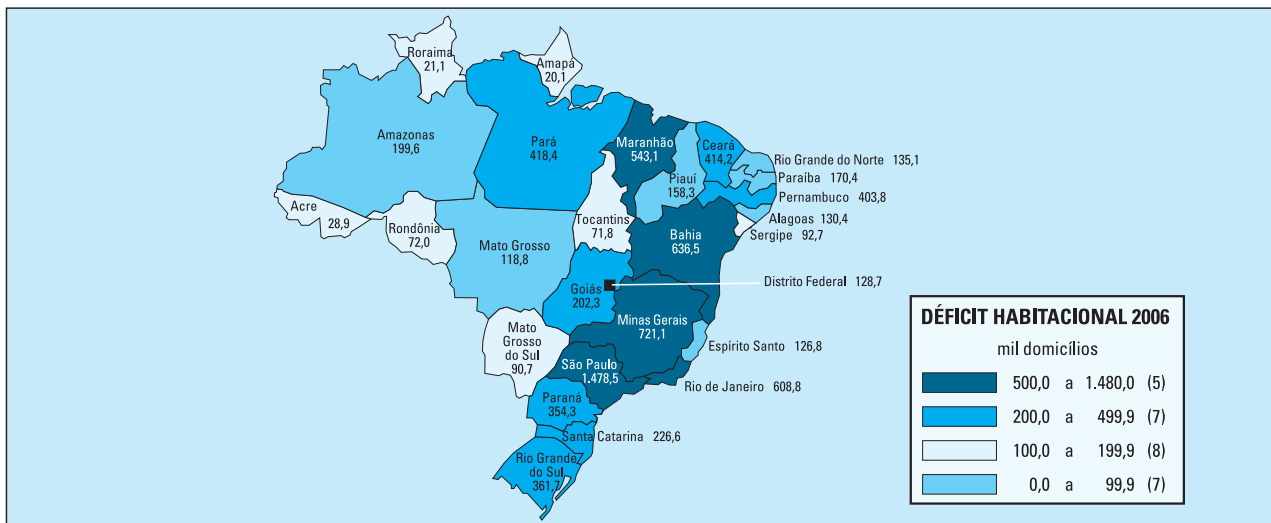 Roraima
21,1
Amapá
20,1
Amazonas
199,6
Pará
418,4
Maranhão
543,1
Ceará
414,2
Piauí
158,3
Rio Grande do Norte 135,1
Paraíba 170,4
Pernambuco 403,8
Alagoas 130,4
Sergipe 92,7
Acre
28,9
Rondônia
72,0
Tocantins
71,8
Mato Grosso
118,8
Bahia
636,5
Distrito Federal 128,7
Goiás
202,3
Minas Gerais
721,1
Mato
Grosso
do Sul
90,7
Espírito Santo 126,8
São Paulo
1.478,5
Rio de Janeiro 608,8
Paraná
354,3
Santa Catarina 226,6
Rio Grande
do Sul
361,7
DÉFICIT HABITACIONAL 2006
mil domicílios
500,0 a 1.480,0 (5)
200,0 a 499,9 (7)
100,0 a 199,9 (8)
0,0 a 99,9 (7)